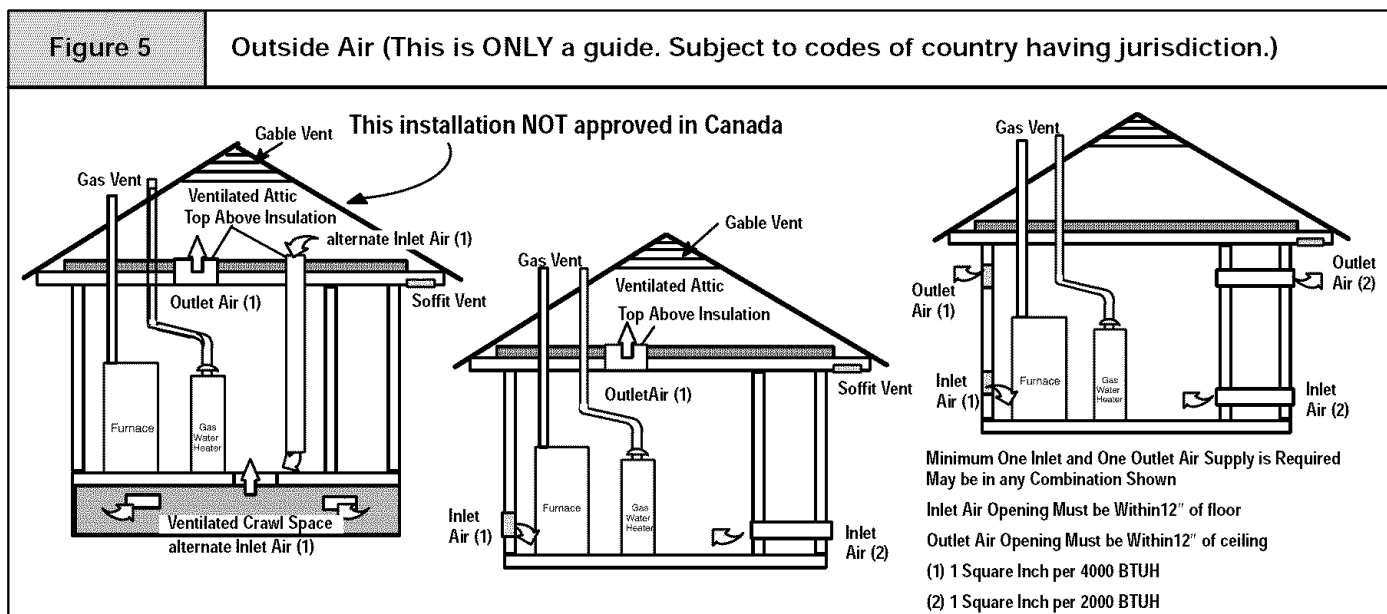 Figure 5
Outside Air (This is ONLY a guide. Subject to codes of country having jurisdiction.)
This installation NOT approved in Canada
Gable Vent
Gas Vent
Ventilated Attic
Top Above Insulation
alternate Inlet Air (1)
Outlet Air (1)
Soffit Vent
Furnace
Gas
Water
Heater
Ventilated Crawl Space
alternate Inlet Air (1)
Gas Vent
Gable Vent
Ventilated Attic
Top Above Insulation
Soffit Vent
OutletAir (1)
Furnace
Gas
Water
Heater
Inlet
Air (1)
Inlet
Air (2)
Gas Vent
Outlet
Air (1)
Outlet
Air (2)
Inlet
Air (1)
Furnace
Gas
Water
Heater
Inlet
Air (2)
Minimum One Inlet and One Outlet Air Supply is Required
May be in any Combination Shown
Inlet Air Opening Must be Within12″ of floor
Outlet Air Opening Must be Within12″ of ceiling
(1) 1 Square Inch per 4000 BTUH
(2) 1 Square Inch per 2000 BTUH